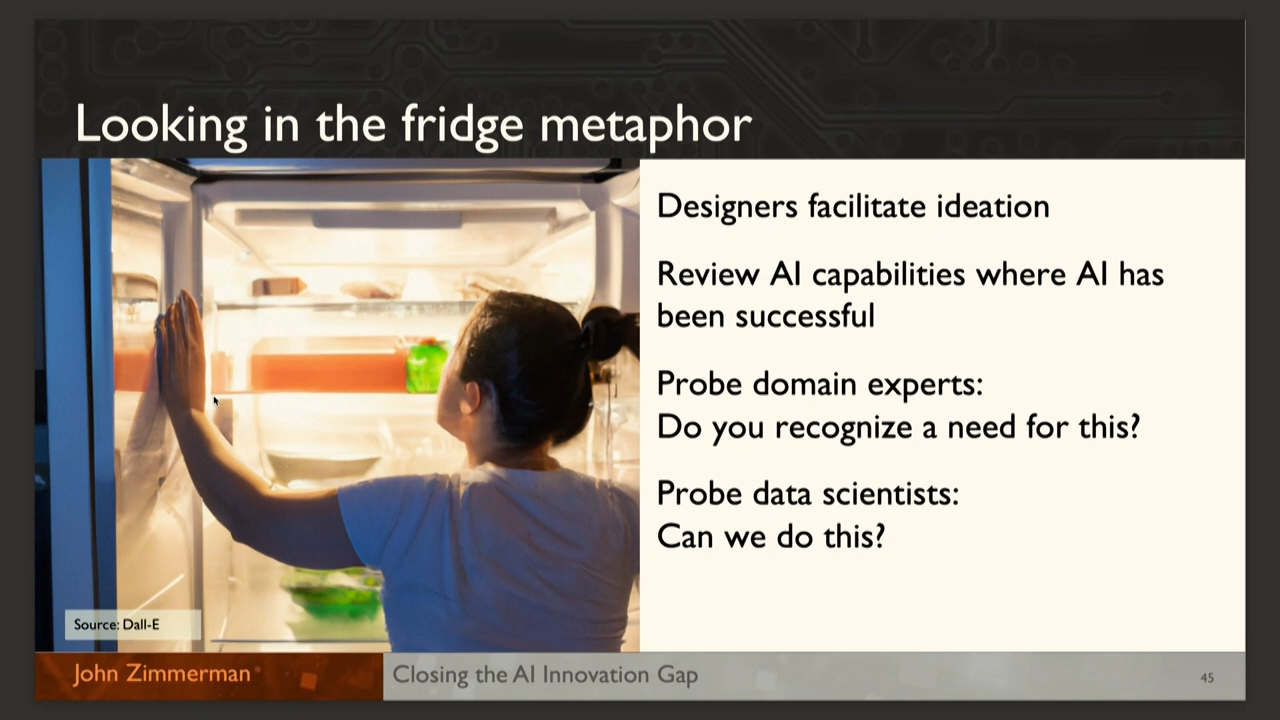 Looking in the fridge metaphor
Designers facilitate ideation
Review AI capabilities where AI has
been successful
Probe domain experts:
Do you recognize a need for this?
Probe data scientists:
Can we do this?
Source: Dall-E
John Zimmerman
Closing the AI Innovation Gap
45